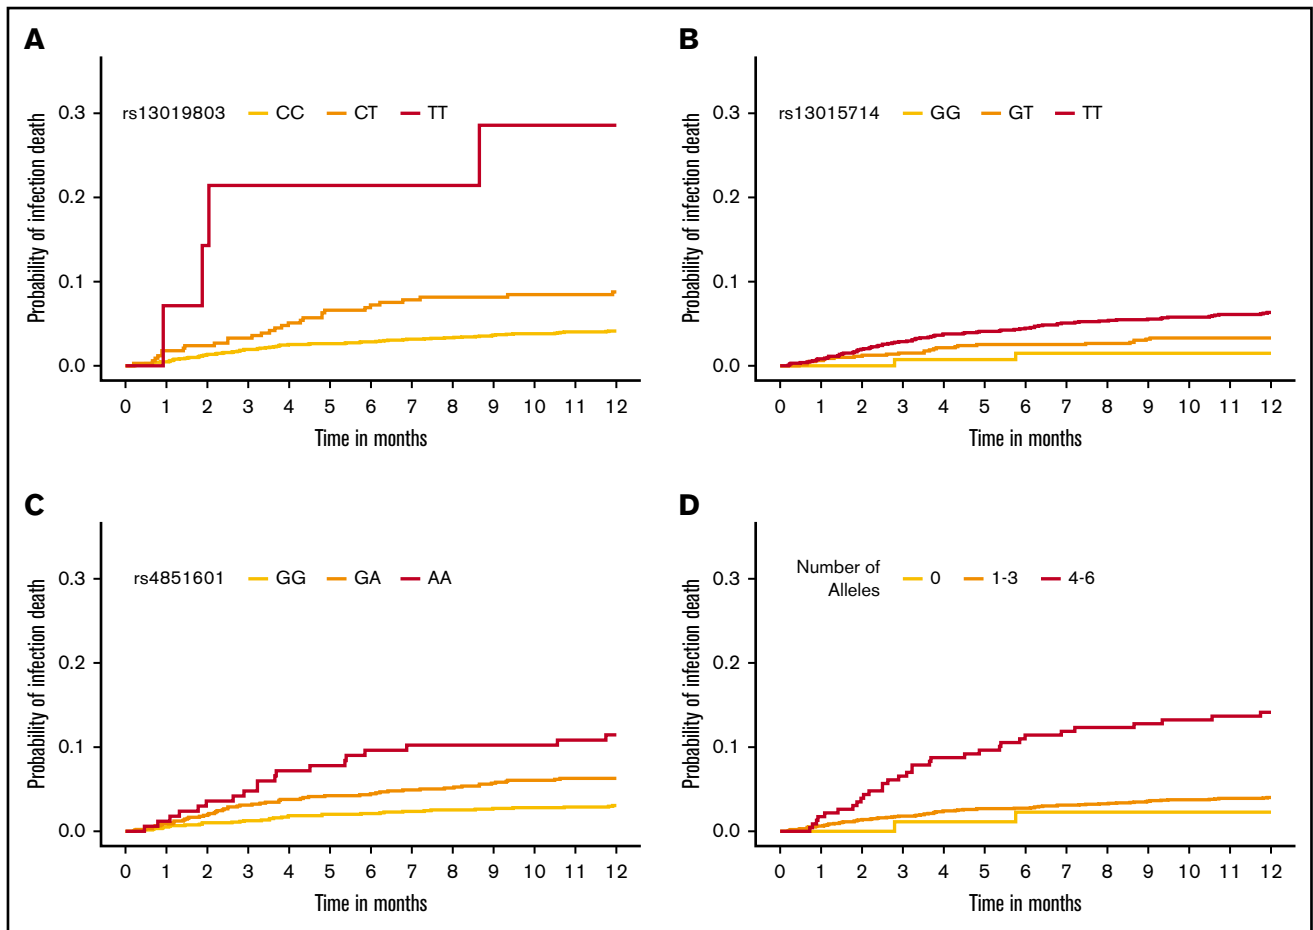 A
rs13019803 CC CT TT
Probability of infection death
0.3
0.2
0.1
0.0
0 1 2 3 4 5 6 7 8 9 10 11 12
Time in months
B
rs13015714 GG GT TT
Probability of infection death
0.3
0.2
0.1
0.0
0 1 2 3 4 5 6 7 8 9 10 11 12
Time in months
C
rs4851601 GG GA AA
Probability of infection death
0.3
0.2
0.1
0.0
0 1 2 3 4 5 6 7 8 9 10 11 12
Time in months
D
Number of
Alleles 0 1-3 4-6
Probability of infection death
0.3
0.2
0.1
0.0
0 1 2 3 4 5 6 7 8 9 10 11 12
Time in months